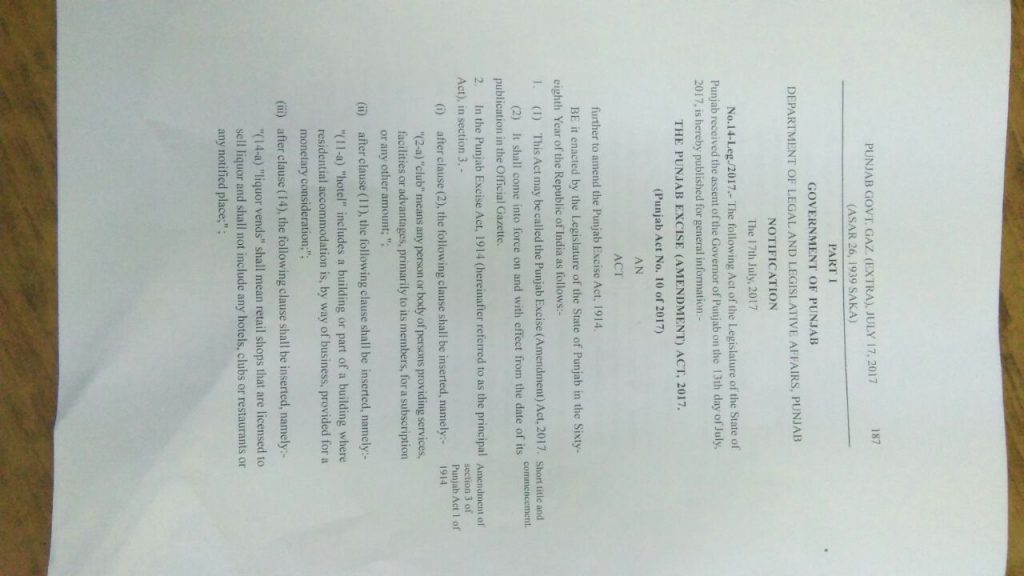 PUNJAB GOVT. GAZ. (EXTRA), JULY 17, 2017 187
(ASAR 26, 1939 SAKA)
PART I
GOVERNMENT OF PUNJAB
DEPARTMENT OF LEGAL AND LEGISLATIVE AFFAIRS, PUNJAB
NOTIFICATION
The 17th July, 2017
No.14-Leg./2017.- The following Act of the Legislature of the State of
Punjab received the assent of the Governor of Punjab on the 13th day of July,
2017, is hereby published for general information:-
THE PUNJAB EXCISE (AMENDMENT) ACT, 2017.
(Punjab Act No. 10 of 2017)
AN
ACT
further to amend the Punjab Excise Act, 1914.
BE it enacted by the Legislature of the State of Punjab in the Sixty-
eighth Year of the Republic of India as follows:-
1. (1) This Act may be called the Punjab Excise (Amendment) Act, 2017.
Short title and
commencement.
(2) It shall come into force on and with effect from the date of its
publication in the Official Gazette.
2. In the Punjab Excise Act, 1914 (hereinafter referred to as the principal
Act), in section 3,-
Amendment of
section 3 of
Punjab Act 1 of
1914.
(i) after clause (2), the following clause shall be inserted, namely:-
"(2-a) "club" means any person or body of persons providing services,
facilities or advantages, primarily to its members, for a subscription
or any other amount; ";
(ii) after clause (11), the following clause shall be inserted, namely:-
"(11-a) "hotel" includes a building or part of a building where
residential accommodation is, by way of business, provided for a
monetary consideration;";
(iii) after clause (14), the following clause shall be inserted, namely:-
"(14-a) "liquor vends" shall mean retail shops that are licensed to
sell liquor and shall not include any hotels, clubs or restaurants or
any notified place;" ;